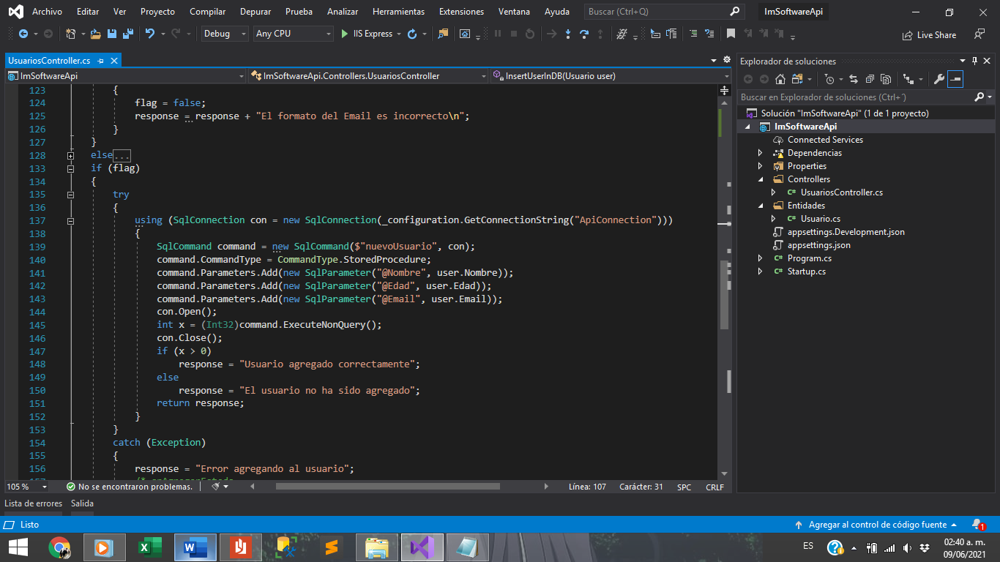 Archivo Editar Ver Proyecto Compilar Depurar Prueba Analizar Herramientas Extensiones Ventana Ayuda Buscar (Ctrl+Q) ImSoftwareApi
Debug Any CPU IIS Express Live Share
UsuariosController.cs
ImSoftwareApi ImSoftwareApi.Controllers.UsuariosController InsertUserInDB(Usuario user)
123 {
124 flag = false;
125 response = response + "El formato del Email es incorrecto\n";
126 }
127 }
128 else...
133 if (flag)
134 {
135 try
136 {
137 using (SqlConnection con = new SqlConnection(_configuration.GetConnectionString("ApiConnection")))
138 {
139 SqlCommand command = new SqlCommand($"nuevoUsuario", con);
140 command.CommandType = CommandType.StoredProcedure;
141 command.Parameters.Add(new SqlParameter("@Nombre", user.Nombre));
142 command.Parameters.Add(new SqlParameter("@Edad", user.Edad));
143 command.Parameters.Add(new SqlParameter("@Email", user.Email));
144 con.Open();
145 int x = (Int32)command.ExecuteNonQuery();
146 con.Close();
147 if (x > 0)
148 response = "Usuario agregado correctamente";
149 else
150 response = "El usuario no ha sido agregado";
151 return response;
152 }
153 }
154 catch (Exception)
155 {
156 response = "Error agregando al usuario";
105 % No se encontraron problemas. Línea: 107 Carácter: 31 SPC CRLF
Explorador de soluciones
Buscar en Explorador de soluciones (Ctrl+´)
Solución "ImSoftwareApi" (1 de 1 proyecto)
ImSoftwareApi
Connected Services
Dependencias
Properties
Controllers
C# UsuariosController.cs
Entidades
C# Usuario.cs
appsettings.Development.json
appsettings.json
C# Program.cs
C# Startup.cs
Lista de errores Salida
Listo Agregar al control de código fuente 1
ES 02:40 a. m.
09/06/2021